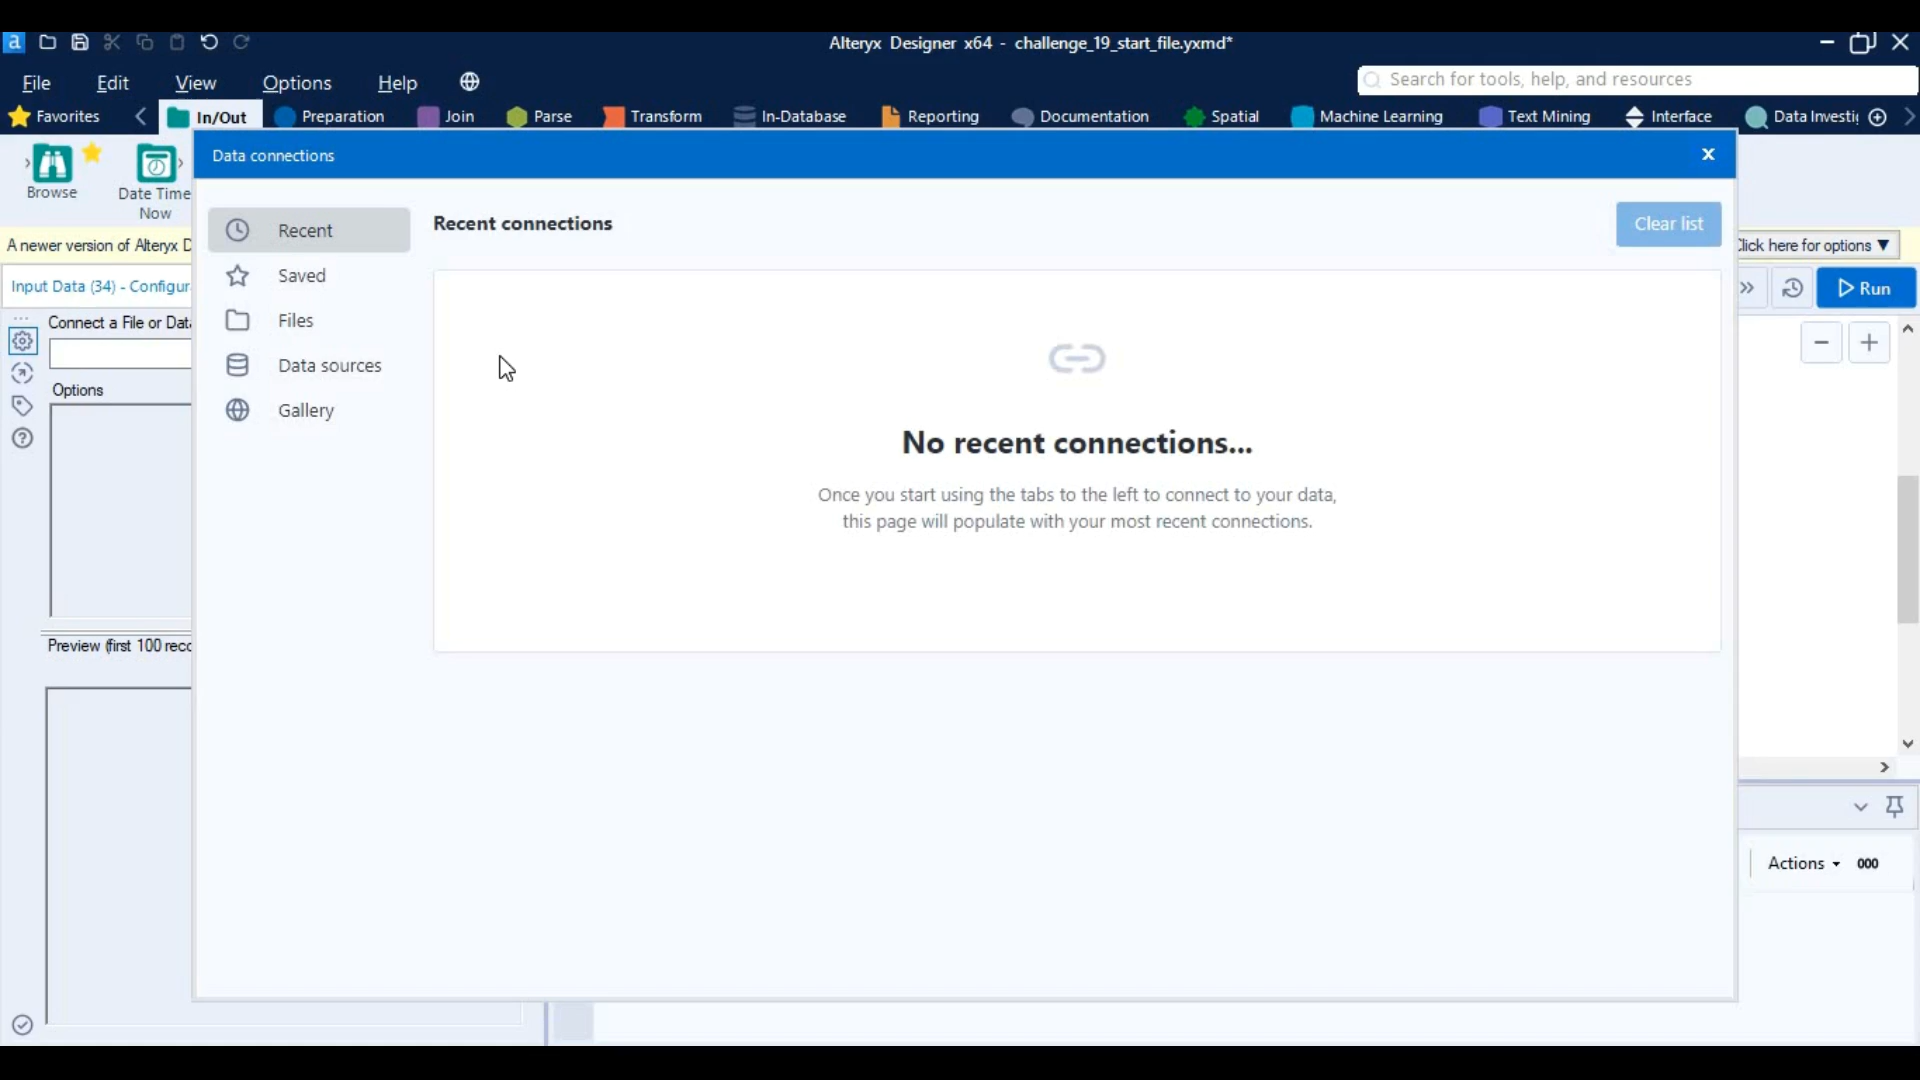 a
Alteryx Designer x64 - challenge_19_start_file.yxmd*
File Edit View Options Help
Search for tools, help, and resources
Favorites In/Out Preparation Join Parse Transform In-Database Reporting Documentation Spatial Machine Learning Text Mining Interface Data Investi
Browse
Date Time
Now
Data connections
x
A newer version of Alteryx D
Click here for options ▼
Input Data (34) - Configur
Run
Connect a File or Data
Options
Preview (first 100 reco
Recent
Saved
Files
Data sources
Gallery
Recent connections
Clear list
No recent connections...
Once you start using the tabs to the left to connect to your data,
this page will populate with your most recent connections.
Actions
000